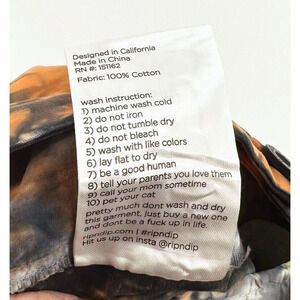 Designed in California
Made in China
RN #: 151162
Fabric: 100% Cotton
wash instruction:
1) machine wash cold
2) do not iron
3) do not tumble dry
4) do not bleach
5) wash with like colors
6) lay flat to dry
7) be a good human
8) tell your parents you love them
9) call your mom sometime
10) pet your cat
pretty much dont wash and dry
this garment, just buy a new one
and dont be a fuck up in life.
ripndip.com | #ripndip
Hit us up on insta @ripndip